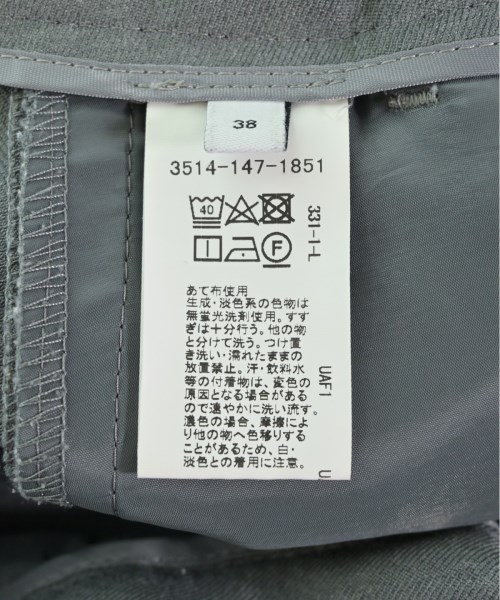 38
3514-147-1851
40
F
331-I-L
あて布使用
生成・淡色系の色物は
無蛍光洗剤使用。すす
ぎは十分行う。他の物
と分けて洗う。つけ置
き洗い・濡れたままの
放置禁止。汗・飲料水
等の付着物は、変色の
原因となる場合がある
ので速やかに洗い流す。
濃色の場合、摩擦によ
り他の物へ色移りする
ことがあるため、白・
淡色との着用に注意。
UAF1
U